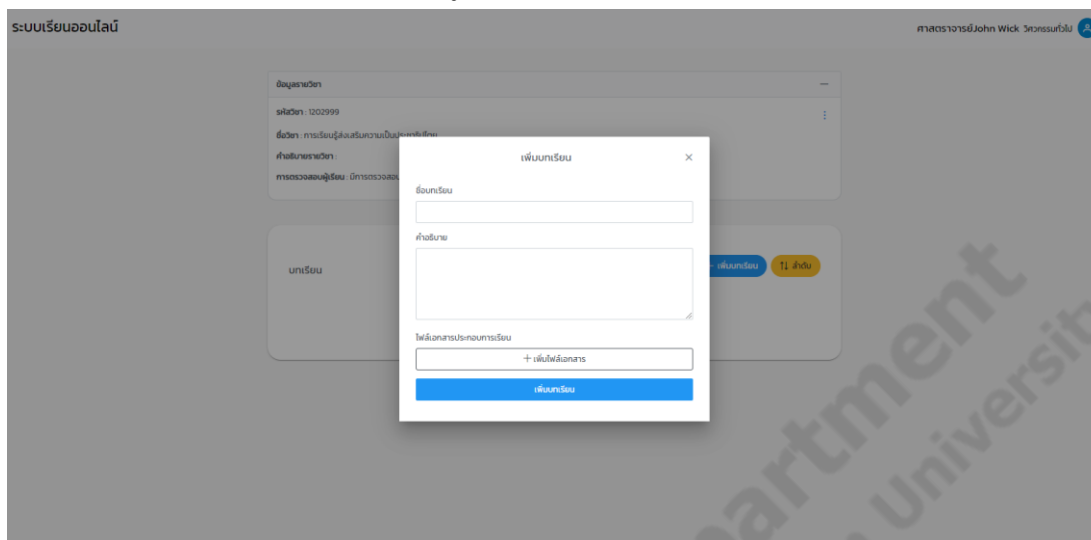 ระบบเรียนออนไลน์
ศาสตราจารย์John Wick วิศวกรรมทั่วไป
ข้อมูลรายวิชา
รหัสวิชา : 1202999
ชื่อวิชา : การเรียนรู้ส่งเสริมความเป็นประชาธิปไตย
คำอธิบายรายวิชา :
การตรวจสอบผู้เรียน : มีการตรวจสอบ
เพิ่มบทเรียน
ชื่อบทเรียน
คำอธิบาย
บทเรียน
เพิ่มบทเรียน
ลำดับ
ไฟล์เอกสารประกอบการเรียน
+ เพิ่มไฟล์เอกสาร
เพิ่มบทเรียน